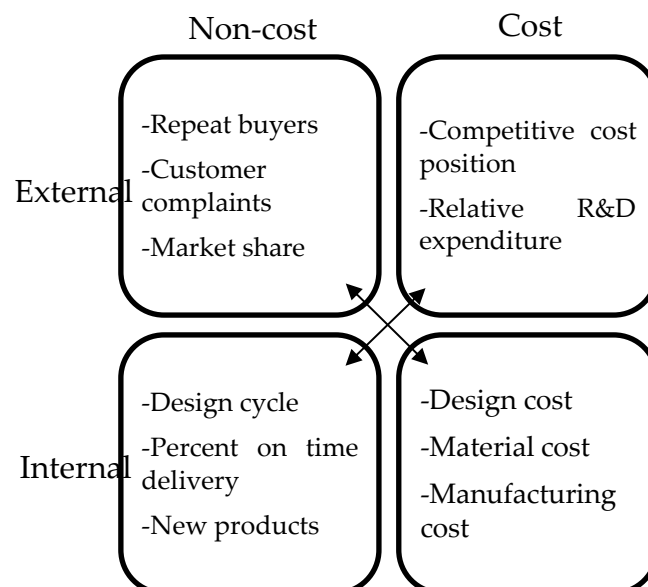 Non-cost
Cost
External
-Repeat buyers
-Customer
complaints
-Market share
-Competitive cost
position
-Relative R&D
expenditure
Internal
-Design cycle
-Percent on time
delivery
-New products
-Design cost
-Material cost
-Manufacturing
cost